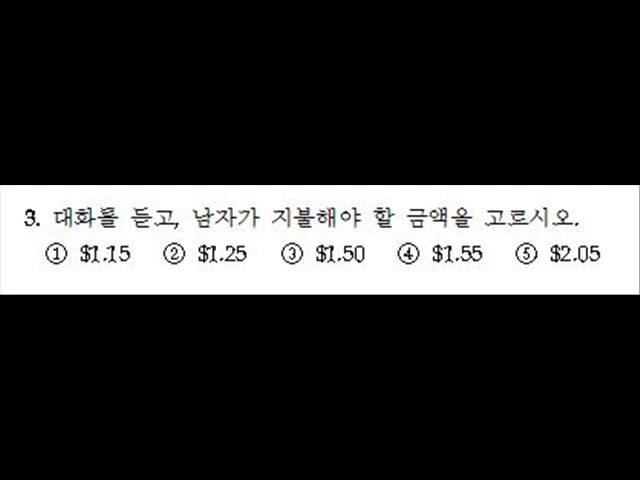 3. 대화를 듣고, 남자가 지불해야 할 금액을 고르시오.
① $1.15 ② $1.25 ③ $1.50 ④ $1.55 ⑤ $2.05